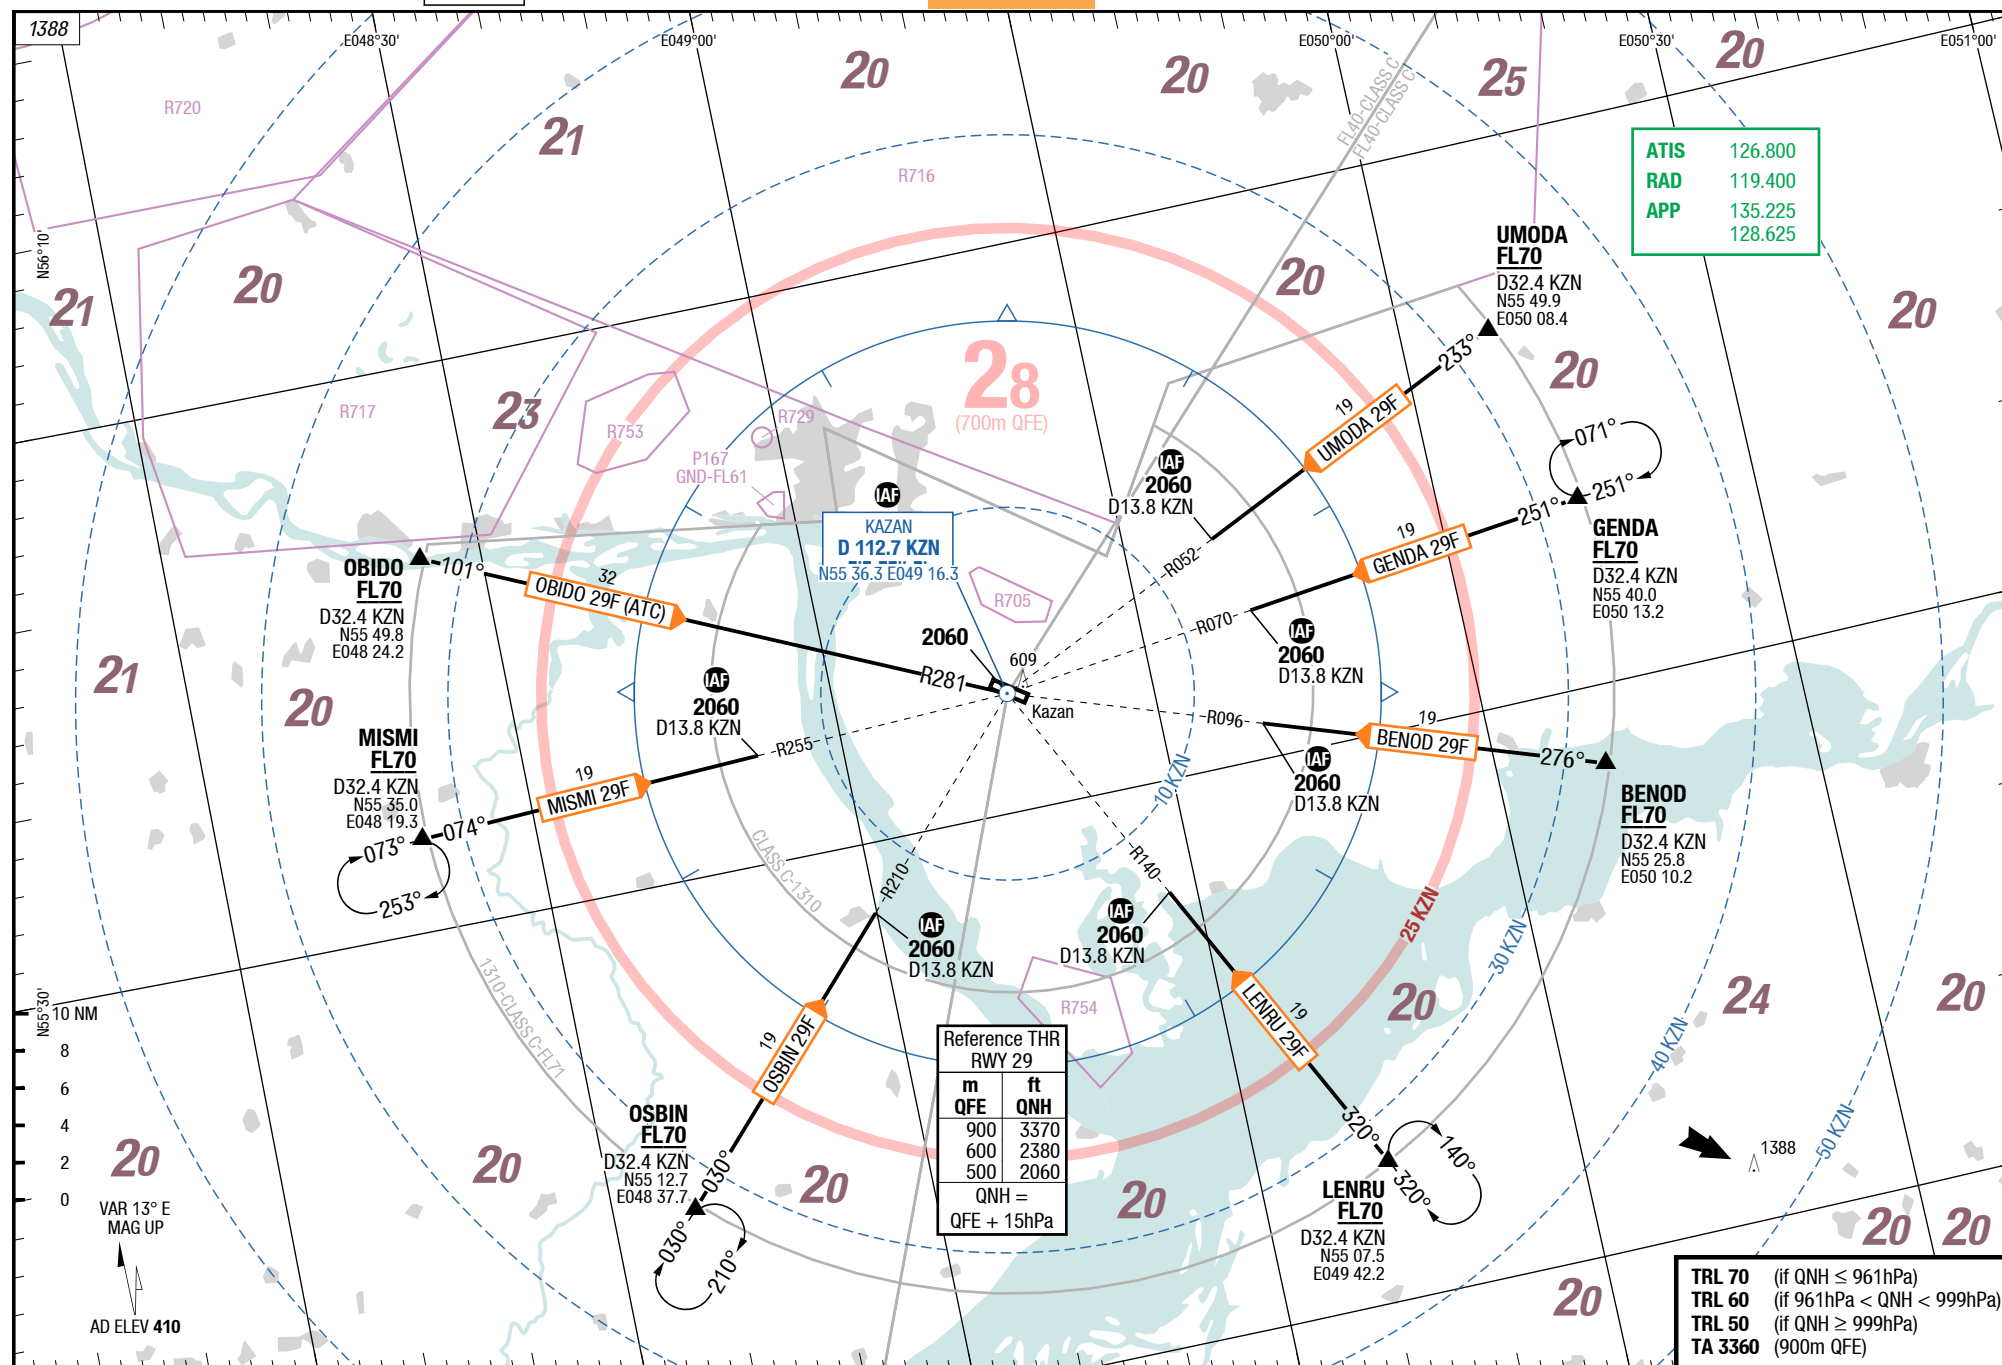 1388
E048°30'
E049°00'
E050°00'
E050°30'
E051°00'
20
20
25
20
R720
21
FL40-CLASS C
FL40-CLASS C
R716
ATIS 126.800
RAD 119.400
APP 135.225
128.625
N56°10'
21
20
20
20
UMODA
FL70
D32.4 KZN
N55 49.9
E050 08.4
233°
19
UMODA 29F
20
28
(700m QFE)
R717
23
R753
R729
P167
GND-FL61
IAF
2060
D13.8 KZN
R052
071°
251°
251°
GENDA
FL70
D32.4 KZN
N55 40.0
E050 13.2
19
GENDA 29F
R070
IAF
2060
D13.8 KZN
IAF
KAZAN
D 112.7 KZN
N55 36.3 E049 16.3
R705
OBIDO
FL70
D32.4 KZN
N55 49.8
E048 24.2
101°
32
OBIDO 29F (ATC)
R281
2060
609
Kazan
21
20
IAF
2060
D13.8 KZN
R255
MISMI
FL70
D32.4 KZN
N55 35.0
E048 19.3
074°
073°
253°
19
MISMI 29F
R096
19
BENOD 29F
276°
IAF
2060
D13.8 KZN
BENOD
FL70
D32.4 KZN
N55 25.8
E050 10.2
10 KZN
CLASS C-1310
R210
R140
IAF
2060
D13.8 KZN
IAF
2060
D13.8 KZN
25 KZN
30 KZN
40 KZN
50 KZN
1310-CLASS C-FL71
R754
20
24
20
19
OSBIN 29F
19
LENRU 29F
N55°30'
10 NM
8
6
4
2
0
Reference THR
RWY 29
m ft
QFE QNH
900 3370
600 2380
500 2060
QNH =
QFE + 15hPa
OSBIN
FL70
D32.4 KZN
N55 12.7
E048 37.7
030°
030°
210°
320°
140°
320°
LENRU
FL70
D32.4 KZN
N55 07.5
E049 42.2
1388
20
20
20
20
20
20
20
VAR 13° E
MAG UP
AD ELEV 410
TRL 70 (if QNH ≤ 961hPa)
TRL 60 (if 961hPa < QNH < 999hPa)
TRL 50 (if QNH ≥ 999hPa)
TA 3360 (900m QFE)